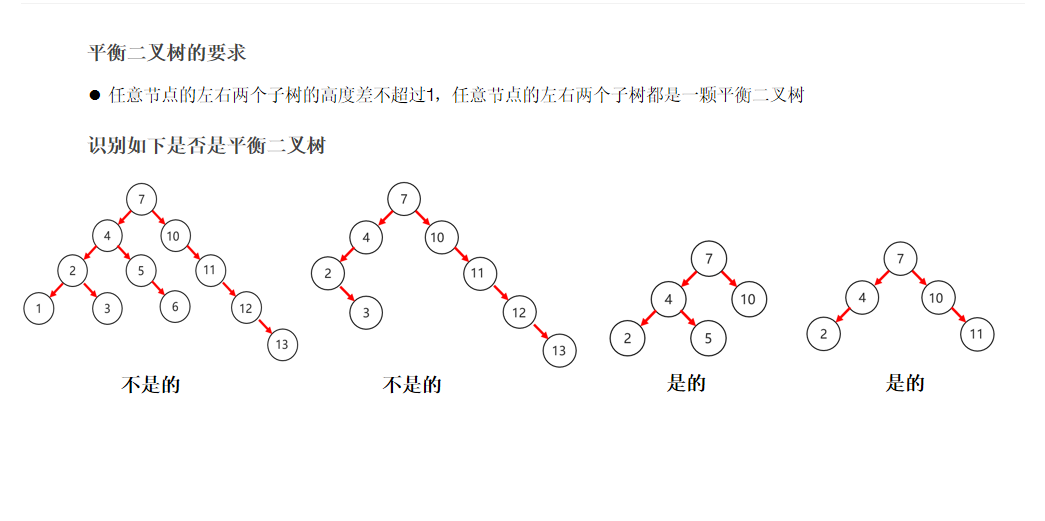 平衡二叉树的要求
● 任意节点的左右两个子树的高度差不超过1，任意节点的左右两个子树都是一颗平衡二叉树
识别如下是否是平衡二叉树
7
4 10
2 5 11
1 3 6 12
13
不是的
7
4 10
2 11
3 12
13
不是的
7
4 10
2 5
是的
7
4 10
2 11
是的